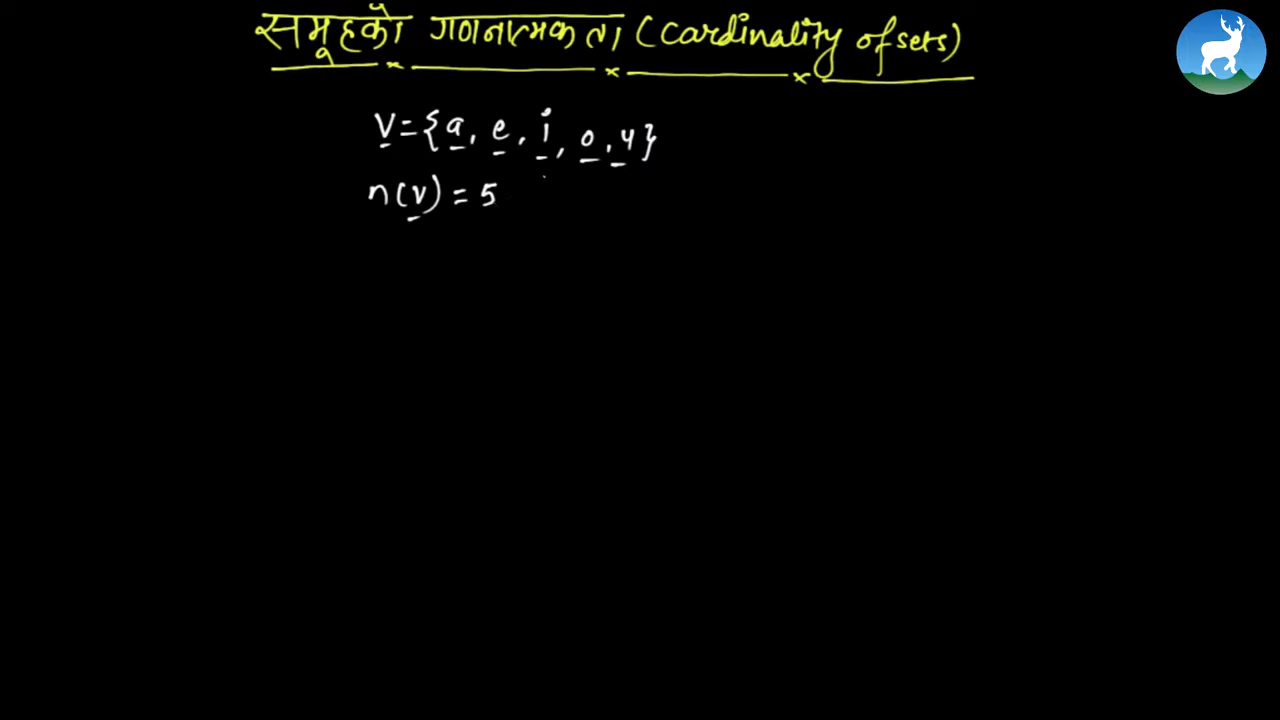 समूहको गणनात्मकता (Cardinality of sets)
V={a, e, i, o, u}
n(v) = 5